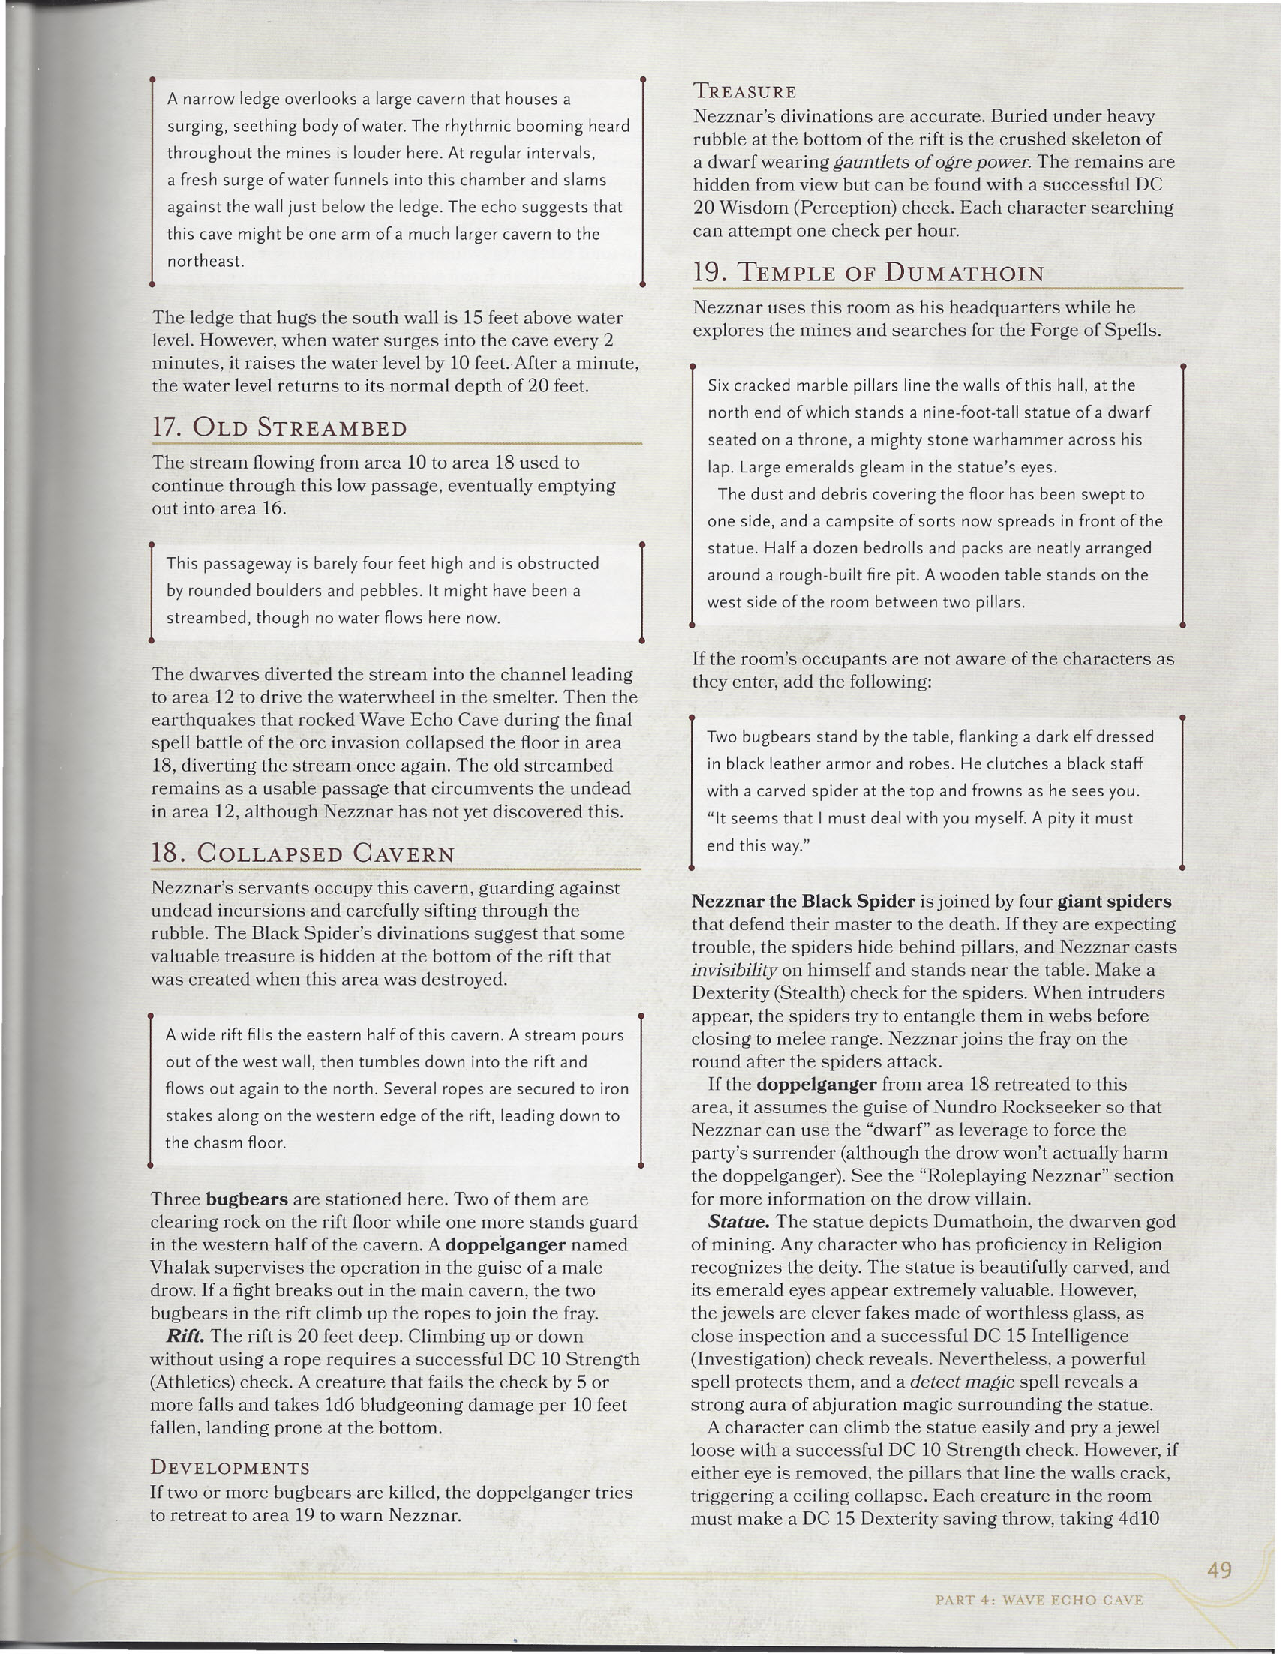 A narrow ledge overlooks a large cavern that houses a
surging, seething body of water. The rhythmic booming heard
throughout the mines is louder here. At regular intervals,
a fresh surge of water funnels into this chamber and slams
against the wall just below the ledge. The echo suggests that
this cave might be one arm of a much larger cavern to the
northeast.
The ledge that hugs the south wall is 15 feet above water
level. However, when water surges into the cave every 2
minutes, it raises the water level by 10 feet. After a minute,
the water level returns to its normal depth of 20 feet.
17. OLD STREAMBED
The stream flowing from area 10 to area 18 used to
continue through this low passage, eventually emptying
out into area 16.
This passageway is barely four feet high and is obstructed
by rounded boulders and pebbles. It might have been a
streambed, though no water flows here now.
The dwarves diverted the stream into the channel leading
to area 12 to drive the waterwheel in the smelter. Then the
earthquakes that rocked Wave Echo Cave during the final
spell battle of the orc invasion collapsed the floor in area
18, diverting the stream once again. The old streambed
remains as a usable passage that circumvents the undead
in area 12, although Nezznar has not yet discovered this.
18. COLLAPSED CAVERN
Nezznar's servants occupy this cavern, guarding against
undead incursions and carefully sifting through the
rubble. The Black Spider's divinations suggest that some
valuable treasure is hidden at the bottom of the rift that
was created when this area was destroyed.
A wide rift fills the eastern half of this cavern. A stream pours
out of the west wall, then tumbles down into the rift and
flows out again to the north. Several ropes are secured to iron
stakes along on the western edge of the rift, leading down to
the chasm floor.
Three bugbears are stationed here. Two of them are
clearing rock on the rift floor while one more stands guard
in the western half of the cavern. A doppelganger named
Vhalak supervises the operation in the guise of a male
drow. If a fight breaks out in the main cavern, the two
bugbears in the rift climb up the ropes to join the fray.
Rift. The rift is 20 feet deep. Climbing up or down
without using a rope requires a successful DC 10 Strength
(Athletics) check. A creature that fails the check by 5 or
more falls and takes 1d6 bludgeoning damage per 10 feet
fallen, landing prone at the bottom.
DEVELOPMENTS
If two or more bugbears are killed, the doppelganger tries
to retreat to area 19 to warn Nezznar.
TREASURE
Nezznar's divinations are accurate. Buried under heavy
rubble at the bottom of the rift is the crushed skeleton of
a dwarf wearing gauntlets of ogre power. The remains are
hidden from view but can be found with a successful DC
20 Wisdom (Perception) check. Each character searching
can attempt one check per hour.
19. TEMPLE OF DUMATHOIN
Nezznar uses this room as his headquarters while he
explores the mines and searches for the Forge of Spells.
Six cracked marble pillars line the walls of this hall, at the
north end of which stands a nine-foot-tall statue of a dwarf
seated on a throne, a mighty stone warhammer across his
lap. Large emeralds gleam in the statue's eyes.
The dust and debris covering the floor has been swept to
one side, and a campsite of sorts now spreads in front of the
statue. Half a dozen bedrolls and packs are neatly arranged
around a rough-built fire pit. A wooden table stands on the
west side of the room between two pillars.
If the room's occupants are not aware of the characters as
they enter, add the following:
Two bugbears stand by the table, flanking a dark elf dressed
in black leather armor and robes. He clutches a black staff
with a carved spider at the top and frowns as he sees you.
"It seems that I must deal with you myself. A pity it must
end this way."
Nezznar the Black Spider is joined by four giant spiders
that defend their master to the death. If they are expecting
trouble, the spiders hide behind pillars, and Nezznar casts
invisibility on himself and stands near the table. Make a
Dexterity (Stealth) check for the spiders. When intruders
appear, the spiders try to entangle them in webs before
closing to melee range. Nezznar joins the fray on the
round after the spiders attack.
If the doppelganger from area 18 retreated to this
area, it assumes the guise of Nundro Rockseeker so that
Nezznar can use the "dwarf" as leverage to force the
party's surrender (although the drow won't actually harm
the doppelganger). See the "Roleplaying Nezznar" section
for more information on the drow villain.
Statue. The statue depicts Dumathoin, the dwarven god
of mining. Any character who has proficiency in Religion
recognizes the deity. The statue is beautifully carved, and
its emerald eyes appear extremely valuable. However,
the jewels are clever fakes made of worthless glass, as
close inspection and a successful DC 15 Intelligence
(Investigation) check reveals. Nevertheless, a powerful
spell protects them, and a detect magic spell reveals a
strong aura of abjuration magic surrounding the statue.
A character can climb the statue easily and pry a jewel
loose with a successful DC 10 Strength check. However, if
either eye is removed, the pillars that line the walls crack,
triggering a ceiling collapse. Each creature in the room
must make a DC 15 Dexterity saving throw, taking 4d10
49
PART 4: WAVE ECHO CAVE